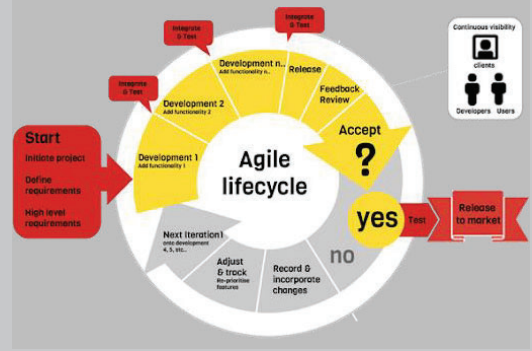 Start
Initiate project
Define
requirements
High level
requirements
Integrate
& Test
Integrate
& Test
Integrate
& Test
Development 1
Add functionality 1
Development 2
Add functionality 2
Development n..
Add functionality n..
Release
Feedback
Review
Accept
?
yes
Test
Release
to market
no
Record &
incorporate
changes
Adjust
& track
Re-prioritise
features
Next Iteration1
onto development
4, 5, etc..
Agile
lifecycle
Continuous visibility
clients
Developers Users